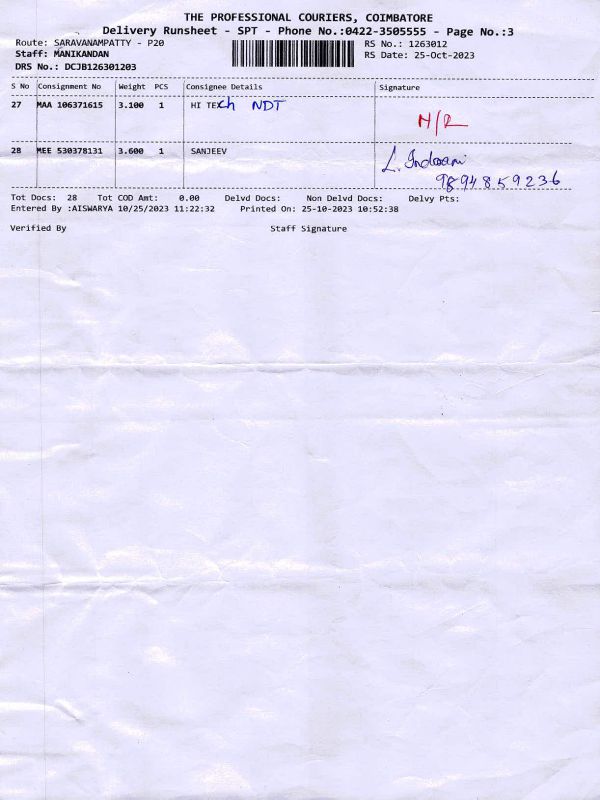 THE PROFESSIONAL COURIERS, COIMBATORE
Delivery Runsheet - SPT - Phone No.:0422-3505555 - Page No.:3
Route: SARAVANAMPATTY - P20
RS No.: 1263012
Staff: MANIKANDAN
RS Date: 25-Oct-2023
DRS No.: DCJB126301203
S No Consignment No Weight PCS Consignee Details Signature
27 MAA 106371615 3.100 1 HI TECh NDT
N/R
28 MEE 530378131 3.600 1 SANJEEV L. Indrani
9894859236
Tot Docs: 28 Tot COD Amt: 0.00 Delvd Docs: Non Delvd Docs: Delvy Pts:
Entered By :AISWARYA 10/25/2023 11:22:32 Printed On: 25-10-2023 10:52:38
Verified By Staff Signature